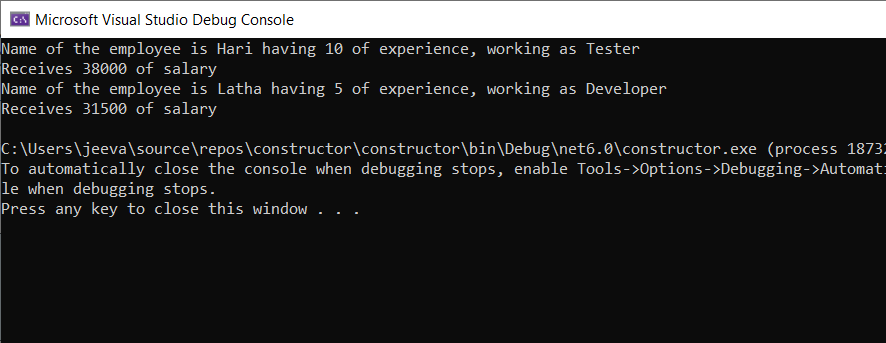 C:\
Microsoft Visual Studio Debug Console
Name of the employee is Hari having 10 of experience, working as Tester
Receives 38000 of salary
Name of the employee is Latha having 5 of experience, working as Developer
Receives 31500 of salary
C:\Users\jeeva\source\repos\constructor\constructor\bin\Debug\net6.0\constructor.exe (process 18732
To automatically close the console when debugging stops, enable Tools->Options->Debugging->Automati
le when debugging stops.
Press any key to close this window . . .